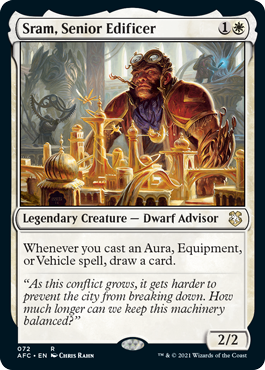 Sram, Senior Edificer 1
Legendary Creature — Dwarf Advisor
Whenever you cast an Aura, Equipment,
or Vehicle spell, draw a card.
“As this conflict grows, it gets harder to
prevent the city from breaking down. How
much longer can we keep this machinery
balanced?”
2/2
072 R
AFC • EN Chris Rahn
™ & © 2021 Wizards of the Coast